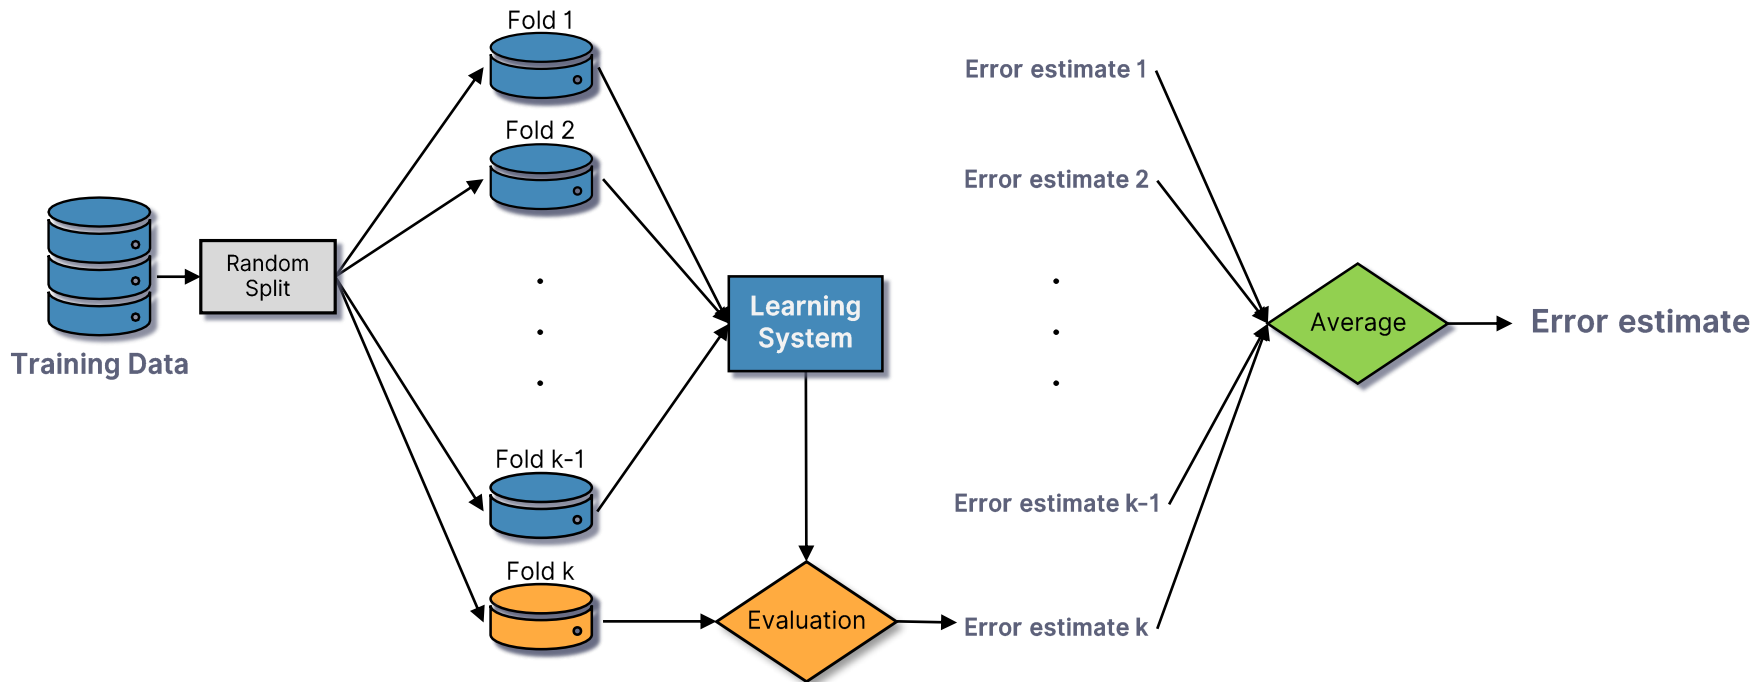 Fold 1
Error estimate 1
Fold 2
Error estimate 2
Random
Split
Training Data
Learning
System
Average
Error estimate
Fold k-1
Error estimate k-1
Fold k
Evaluation
Error estimate k